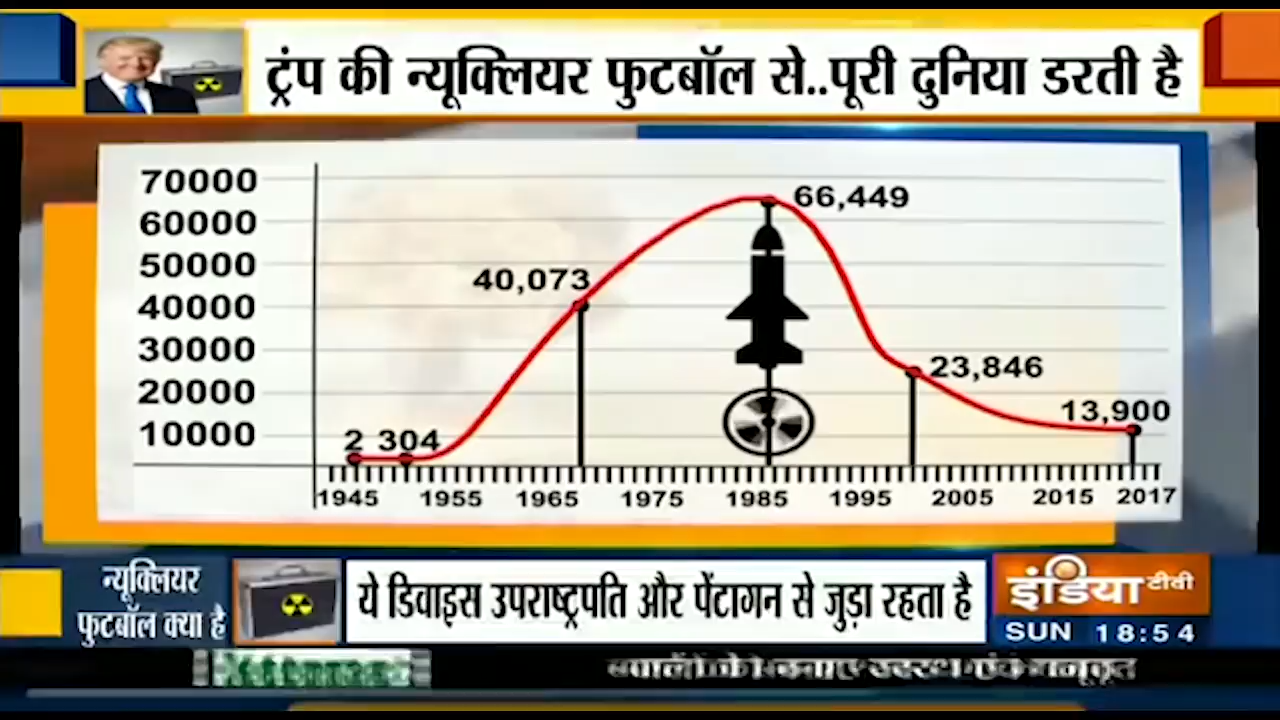 ट्रंप की न्यूक्लियर फुटबॉल से..पूरी दुनिया डरती है
70000
60000
50000
40000
30000
20000
10000
66,449
40,073
23,846
13,900
2 304
1945 1955 1965 1975 1985 1995 2005 2015 2017
न्यूक्लियर
फुटबॉल क्या है
ये डिवाइस उपराष्ट्रपति और पेंटागन से जुड़ा रहता है
इंडिया टीवी
SUN 18:54